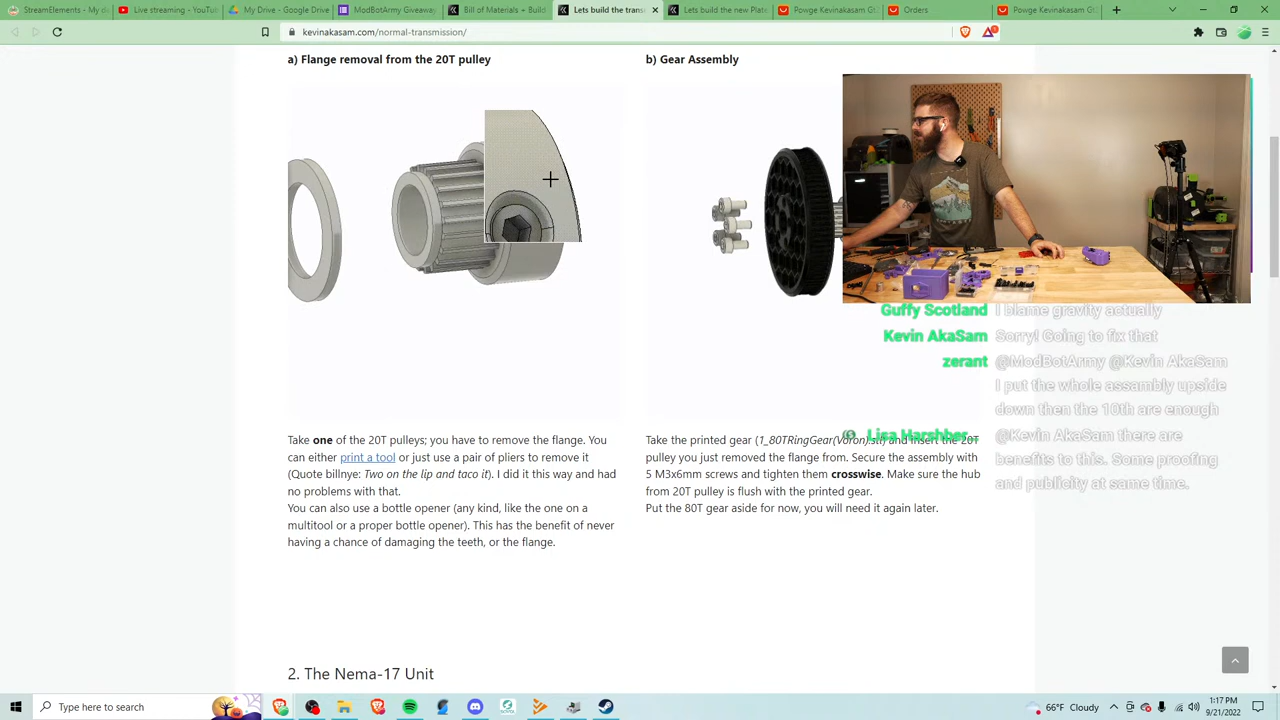 StreamElements - My da
Live streaming - YouTu
My Drive - Google Drive
ModBotArmy Giveaway
Bill of Materials + Build
Lets build the trans
Lets build the new Plate
Powge Kevinakasam Gt2
Orders
Powge Kevinakasam Gt2
kevinakasam.com/normal-transmission/
a) Flange removal from the 20T pulley
b) Gear Assembly
Guffy Scotland I blame gravity actually
Kevin AkaSam Sorry! Going to fix that
zerant @ModBotArmy @Kevin AkaSam
I put the whole assembly upside
down then the 10th are enough
Lisa Harshber... @Kevin AkaSam there are
benefits to this. Some proofing
and publicity at same time.
Take one of the 20T pulleys; you have to remove the flange. You
can either print a tool or just use a pair of pliers to remove it
(Quote billnye: Two on the lip and taco it). I did it this way and had
no problems with that.
You can also use a bottle opener (any kind, like the one on a
multitool or a proper bottle opener). This has the benefit of never
having a chance of damaging the teeth, or the flange.
Take the printed gear (1_80TRingGear(Voron).stl) and insert the 20T
pulley you just removed the flange from. Secure the assembly with
5 M3x6mm screws and tighten them crosswise. Make sure the hub
from 20T pulley is flush with the printed gear.
Put the 80T gear aside for now, you will need it again later.
2. The Nema-17 Unit
Type here to search
66°F Cloudy
1:17 PM
9/21/2022